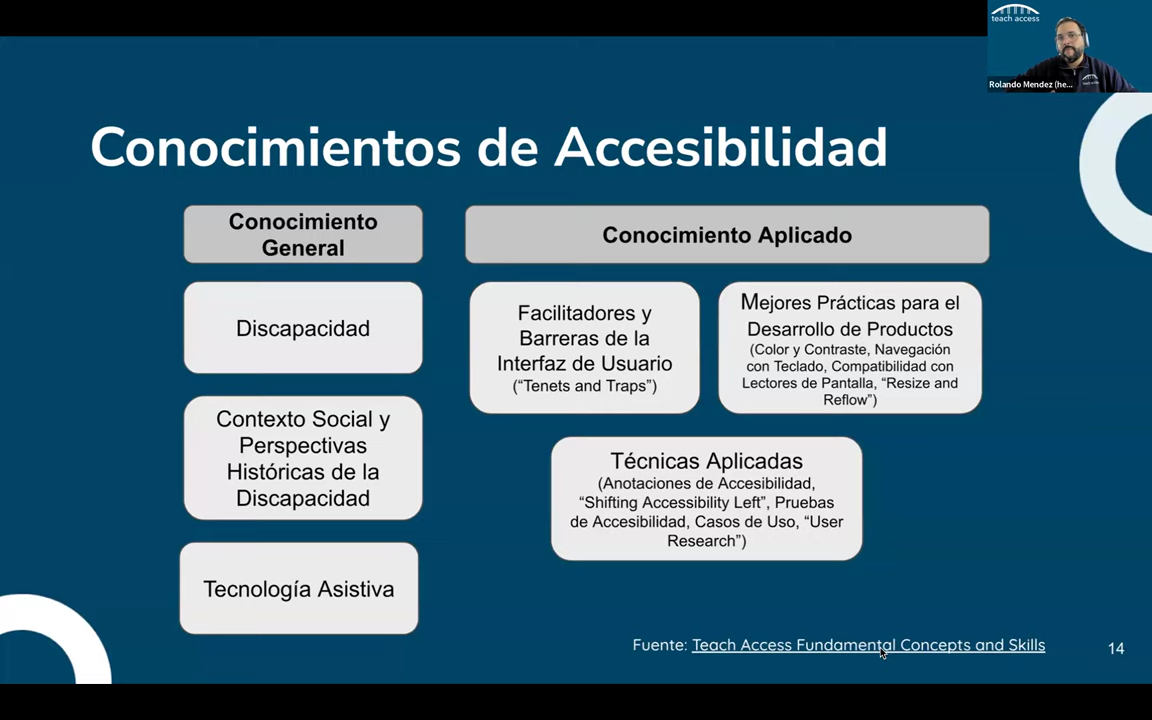 teach access
Rolando Mendez (he...
Conocimientos de Accesibilidad
Conocimiento
General
Conocimiento Aplicado
Discapacidad
Contexto Social y
Perspectivas
Históricas de la
Discapacidad
Tecnología Asistiva
Facilitadores y
Barreras de la
Interfaz de Usuario
(“Tenets and Traps”)
Mejores Prácticas para el
Desarrollo de Productos
(Color y Contraste, Navegación
con Teclado, Compatibilidad con
Lectores de Pantalla, “Resize and
Reflow”)
Técnicas Aplicadas
(Anotaciones de Accesibilidad,
“Shifting Accessibility Left”, Pruebas
de Accesibilidad, Casos de Uso, “User
Research”)
Fuente: Teach Access Fundamental Concepts and Skills
14